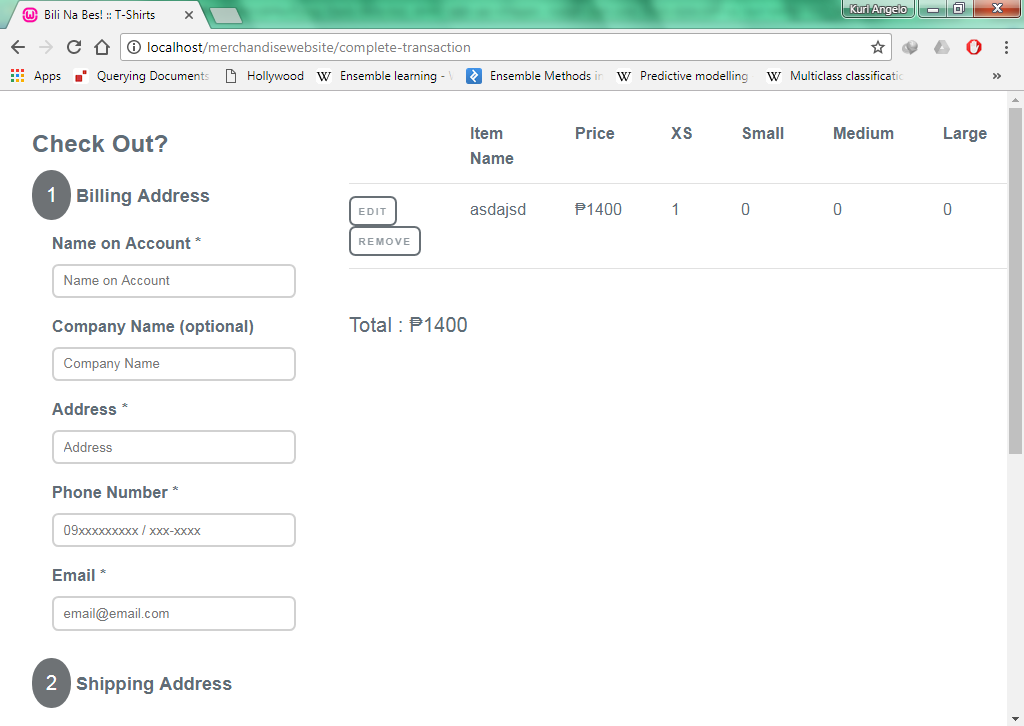 Bili Na Bes! :: T-Shirts
Kurl Angelo
localhost/merchandisewebsite/complete-transaction
Apps
Querying Documents
Hollywood
Ensemble learning -
Ensemble Methods in
Predictive modelling
Multiclass classificatio
»
Check Out?
Item Name Price XS Small Medium Large
1 Billing Address
EDIT asdajsd ₱1400 1 0 0 0
REMOVE
Name on Account *
Name on Account
Total : ₱1400
Company Name (optional)
Company Name
Address *
Address
Phone Number *
09xxxxxxxxx / xxx-xxxx
Email *
email@email.com
2 Shipping Address